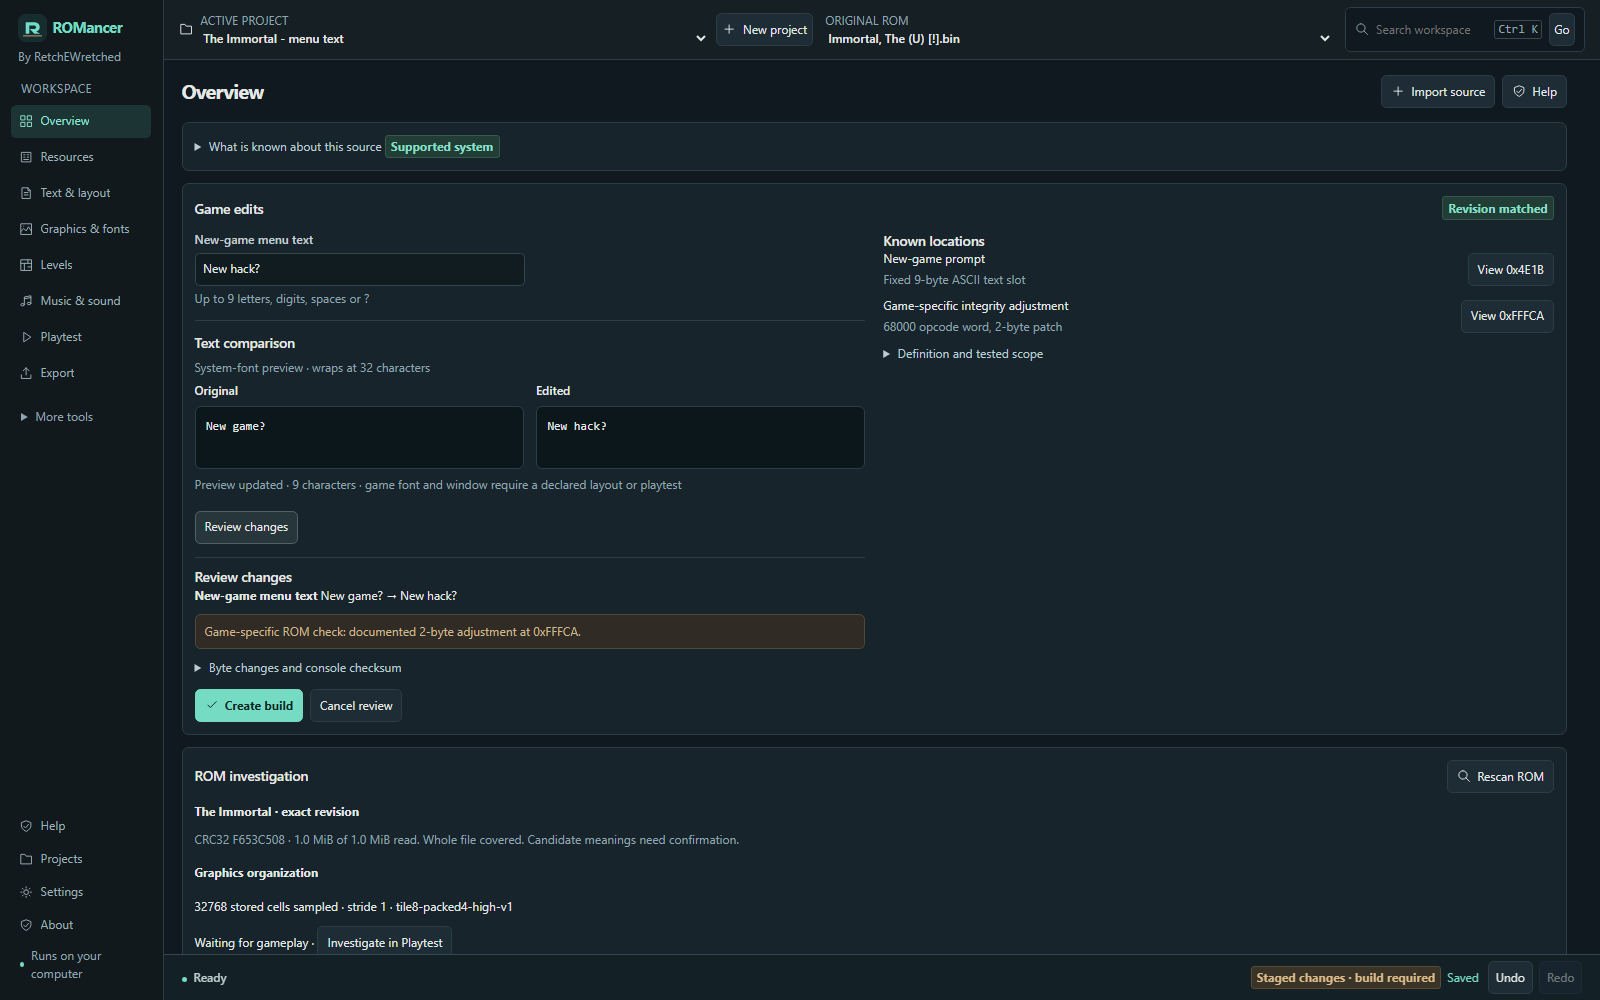 ROMancer
By RetchEWretched
WORKSPACE
Overview
Resources
Text & layout
Graphics & fonts
Levels
Music & sound
Playtest
Export
More tools
Help
Projects
Settings
About
Runs on your
computer
ACTIVE PROJECT
The Immortal - menu text
New project
ORIGINAL ROM
Immortal, The (U) [!].bin
Search workspace
Ctrl K
Go
Overview
Import source
Help
What is known about this source Supported system
Game edits
Revision matched
New-game menu text
New hack?
Up to 9 letters, digits, spaces or ?
Text comparison
System-font preview · wraps at 32 characters
Original
Edited
New game?
New hack?
Preview updated · 9 characters · game font and window require a declared layout or playtest
Review changes
Review changes
New-game menu text New game? → New hack?
Game-specific ROM check: documented 2-byte adjustment at 0xFFFCA.
Byte changes and console checksum
Create build
Cancel review
Known locations
New-game prompt
Fixed 9-byte ASCII text slot
View 0x4E1B
Game-specific integrity adjustment
68000 opcode word, 2-byte patch
View 0xFFFCA
Definition and tested scope
ROM investigation
Rescan ROM
The Immortal · exact revision
CRC32 F653C508 · 1.0 MiB of 1.0 MiB read. Whole file covered. Candidate meanings need confirmation.
Graphics organization
32768 stored cells sampled · stride 1 · tile8-packed4-high-v1
Waiting for gameplay · Investigate in Playtest
Ready
Staged changes · build required
Saved
Undo
Redo